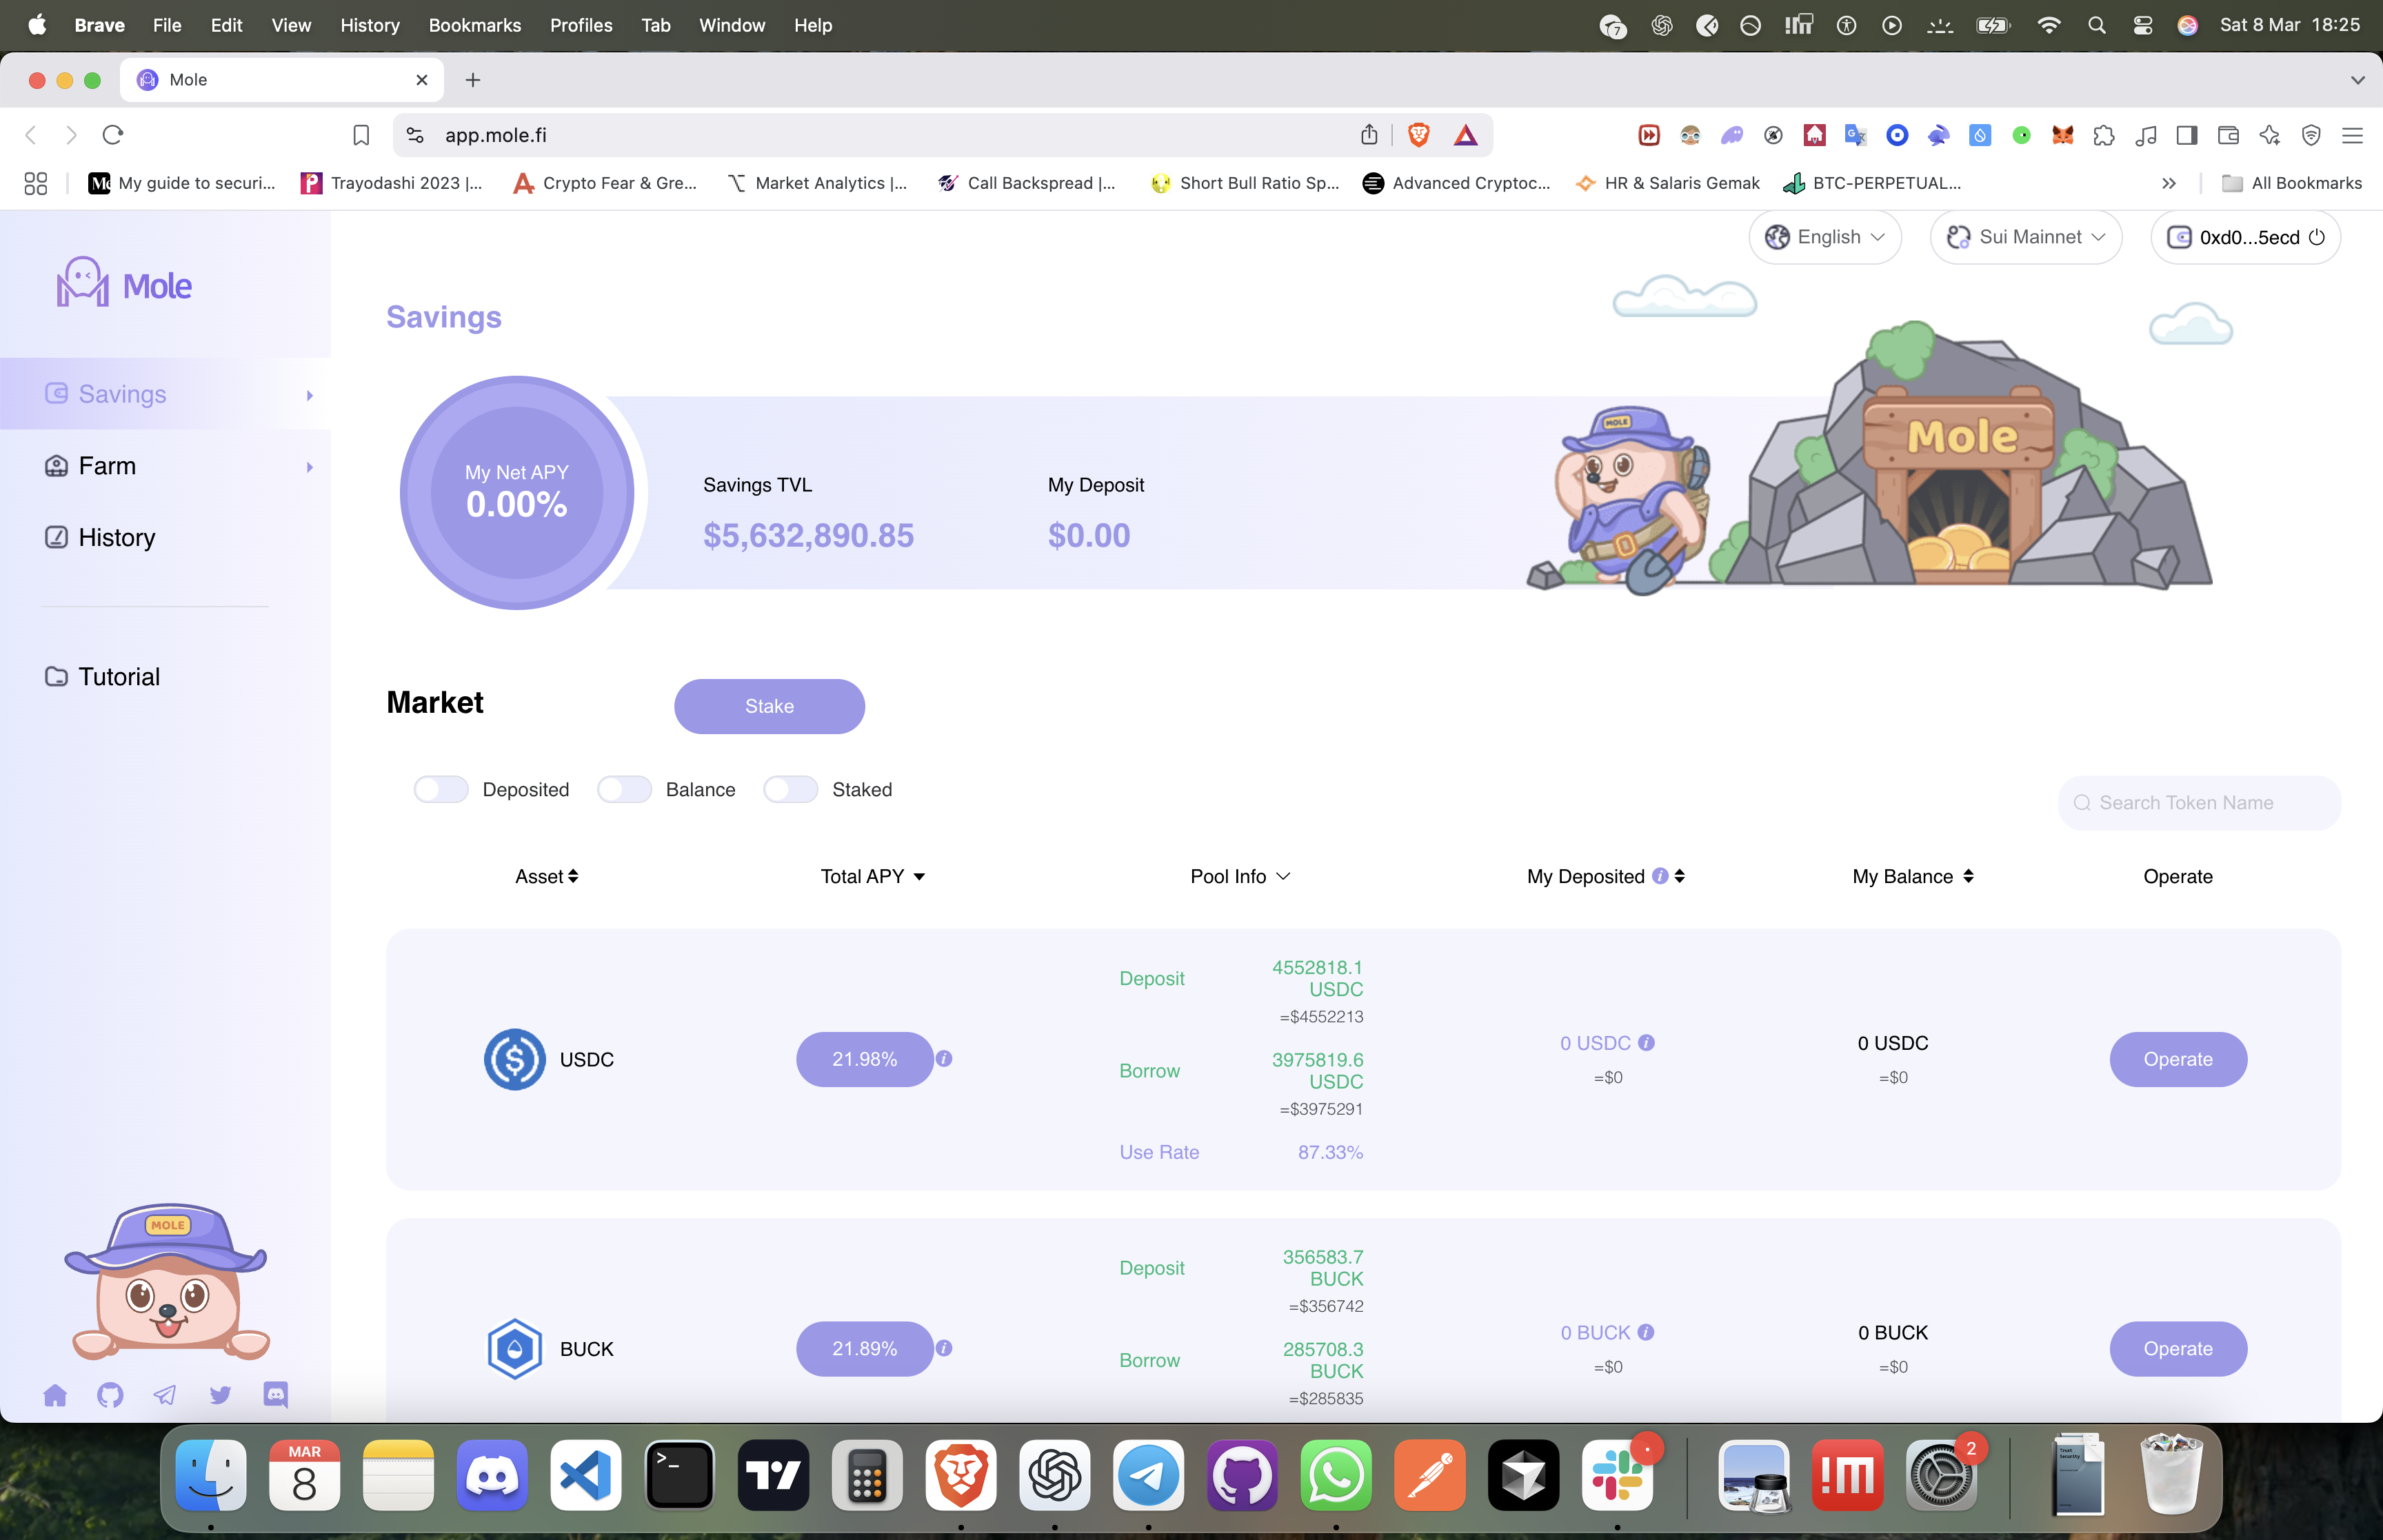 Brave File Edit View History Bookmarks Profiles Tab Window Help
7
Sat 8 Mar 18:25
Mole
app.mole.fi
My guide to securi...
Trayodashi 2023 |...
Crypto Fear & Gre...
Market Analytics |...
Call Backspread |...
Short Bull Ratio Sp...
Advanced Cryptoc...
HR & Salaris Gemak
BTC-PERPETUAL...
All Bookmarks
Mole
English
Sui Mainnet
0xd0...5ecd
Savings
Farm
History
Tutorial
MOLE
Savings
My Net APY
0.00%
Savings TVL
$5,632,890.85
My Deposit
$0.00
MOLE
Mole
Market
Stake
Deposited
Balance
Staked
Search Token Name
Asset Total APY Pool Info My Deposited My Balance Operate
USDC
21.98%
Deposit 4552818.1
USDC
=$4552213
Borrow 3975819.6
USDC
=$3975291
Use Rate 87.33%
0 USDC
=$0
0 USDC
=$0
Operate
BUCK
21.89%
Deposit 356583.7
BUCK
=$356742
Borrow 285708.3
BUCK
=$285835
0 BUCK
=$0
0 BUCK
=$0
Operate
MAR
8
2